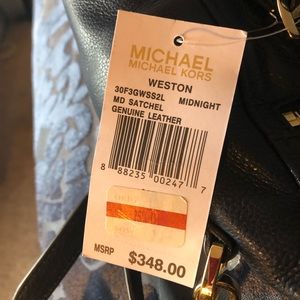 MICHAEL
MICHAEL KORS
WESTON
30F3GWSS2L MIDNIGHT
MD SATCHEL
GENUINE LEATHER
8 88235 00247 7
MSRP $348.00